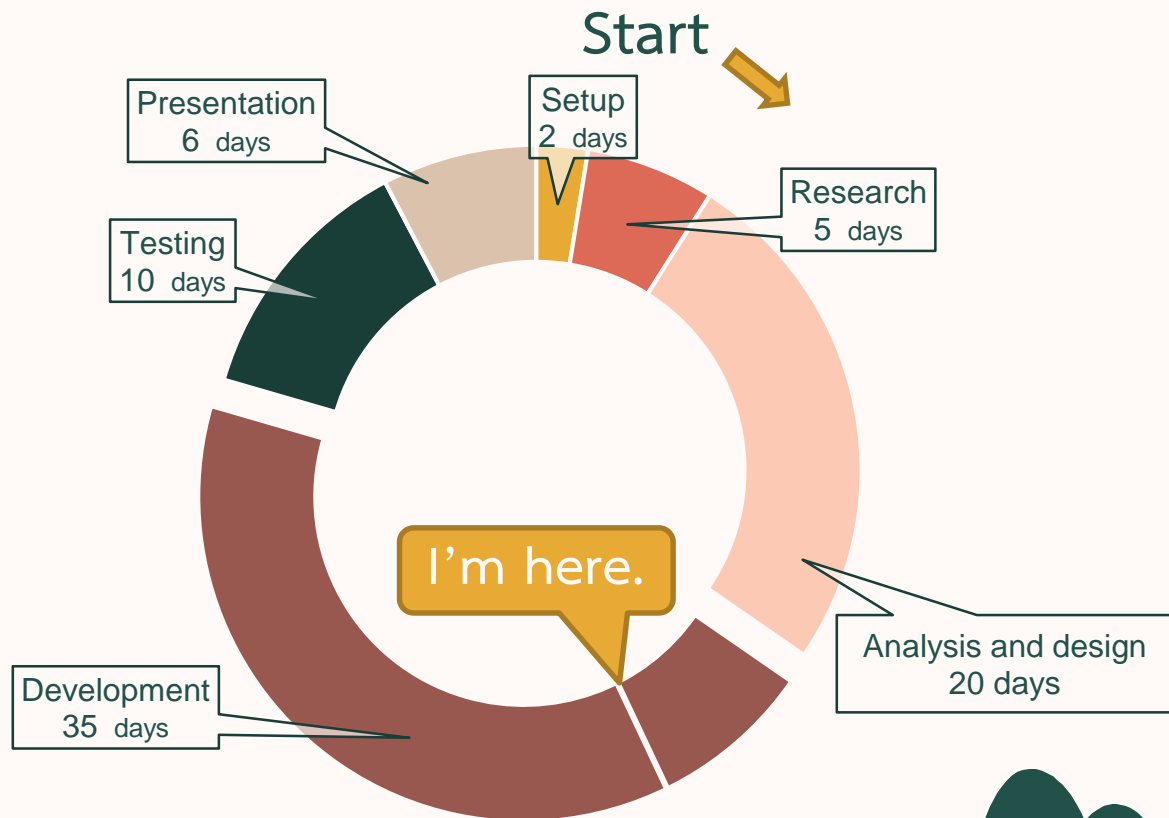 Start
Setup
2 days
Presentation
6 days
Research
5 days
Testing
10 days
I'm here.
Analysis and design
20 days
Development
35 days